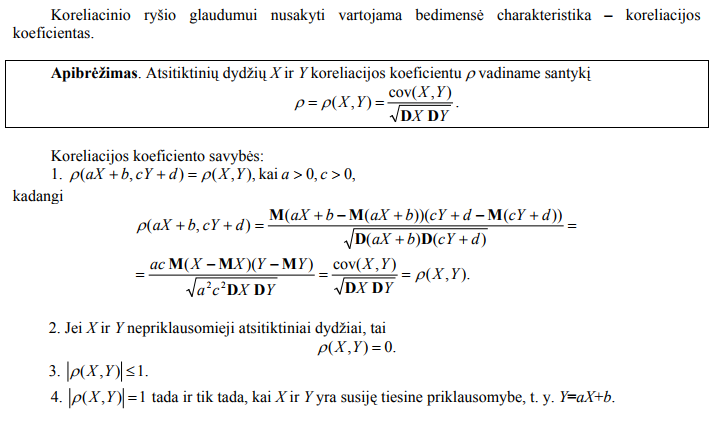 Koreliacinio ryšio glaudumui nusakyti vartojama bedimensė charakteristika – koreliacijos
koeficientas.
Apibrėžimas. Atsitiktinių dydžių X ir Y koreliacijos koeficientu ρ vadiname santykį
ρ = ρ(X,Y) = cov(X,Y) / √(DX DY).
Koreliacijos koeficiento savybės:
1. ρ(aX + b, cY + d) = ρ(X,Y), kai a > 0, c > 0,
kadangi
ρ(aX + b, cY + d) = M(aX + b – M(aX + b))(cY + d – M(cY + d)) / √(D(aX + b)D(cY + d)) =
= ac M(X – MX)(Y – MY) / √(a²c²DX DY) = cov(X,Y) / √(DX DY) = ρ(X,Y).
2. Jei X ir Y nepriklausomieji atsitiktiniai dydžiai, tai
ρ(X,Y) = 0.
3. |ρ(X,Y)| ≤ 1.
4. |ρ(X,Y)| = 1 tada ir tik tada, kai X ir Y yra susiję tiesine priklausomybe, t. y. Y=aX+b.